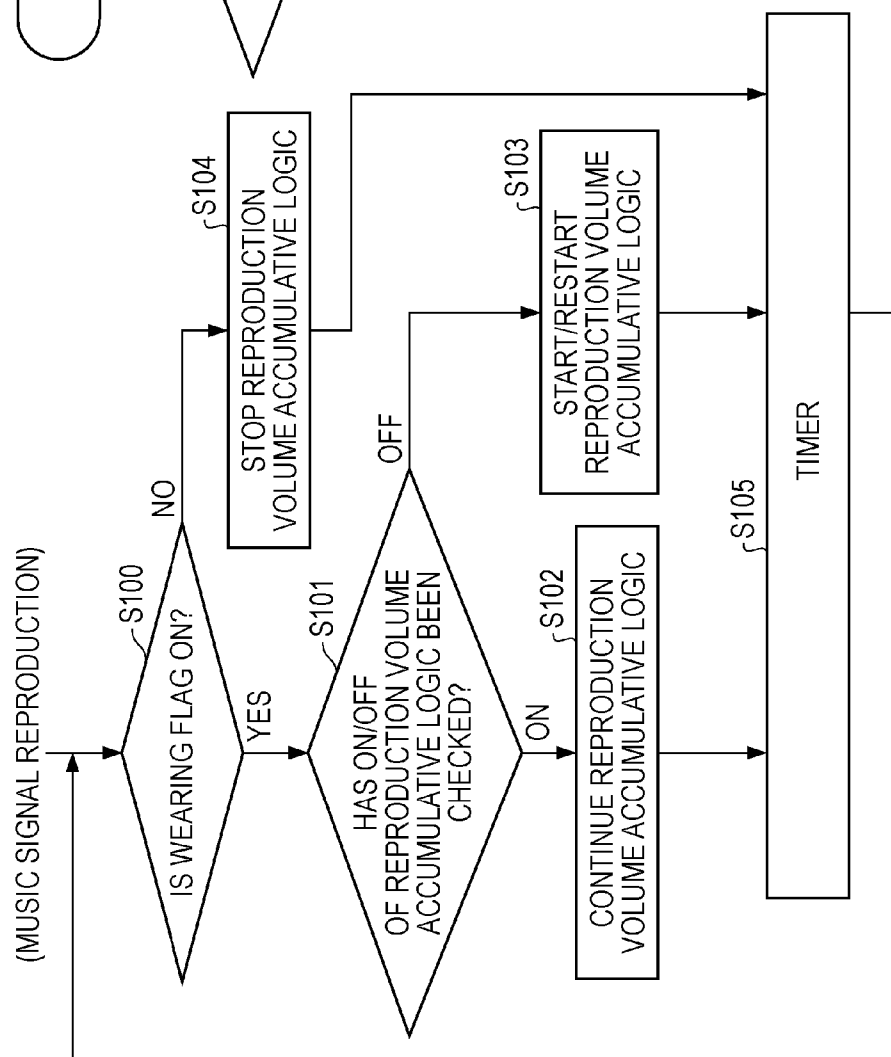 (MUSIC SIGNAL REPRODUCTION)
S100
IS WEARING FLAG ON?
NO
YES
S104
STOP REPRODUCTION
VOLUME ACCUMULATIVE LOGIC
S101
HAS ON/OFF
OF REPRODUCTION VOLUME
ACCUMULATIVE LOGIC BEEN
CHECKED?
OFF
ON
S102
CONTINUE REPRODUCTION
VOLUME ACCUMULATIVE LOGIC
S103
START/RESTART
REPRODUCTION VOLUME
ACCUMULATIVE LOGIC
S105
TIMER